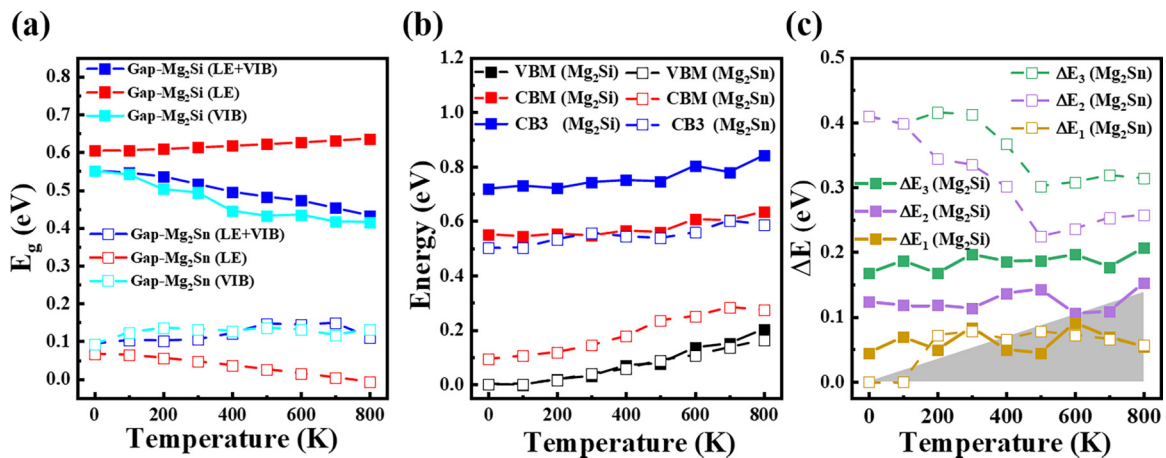 (a)
E_g (eV)
0.8
0.7
0.6
0.5
0.4
0.3
0.2
0.1
0.0
Gap-Mg₂Si (LE+VIB)
Gap-Mg₂Si (LE)
Gap-Mg₂Si (VIB)
Gap-Mg₂Sn (LE+VIB)
Gap-Mg₂Sn (LE)
Gap-Mg₂Sn (VIB)
0 200 400 600 800
Temperature (K)
(b)
Energy (eV)
1.2
1.0
0.8
0.6
0.4
0.2
0.0
VBM (Mg₂Si) VBM (Mg₂Sn)
CBM (Mg₂Si) CBM (Mg₂Sn)
CB3 (Mg₂Si) CB3 (Mg₂Sn)
0 200 400 600 800
Temperature (K)
(c)
ΔE (eV)
0.5
0.4
0.3
0.2
0.1
0.0
ΔE₃ (Mg₂Sn)
ΔE₂ (Mg₂Sn)
ΔE₁ (Mg₂Sn)
ΔE₃ (Mg₂Si)
ΔE₂ (Mg₂Si)
ΔE₁ (Mg₂Si)
0 200 400 600 800
Temperature (K)